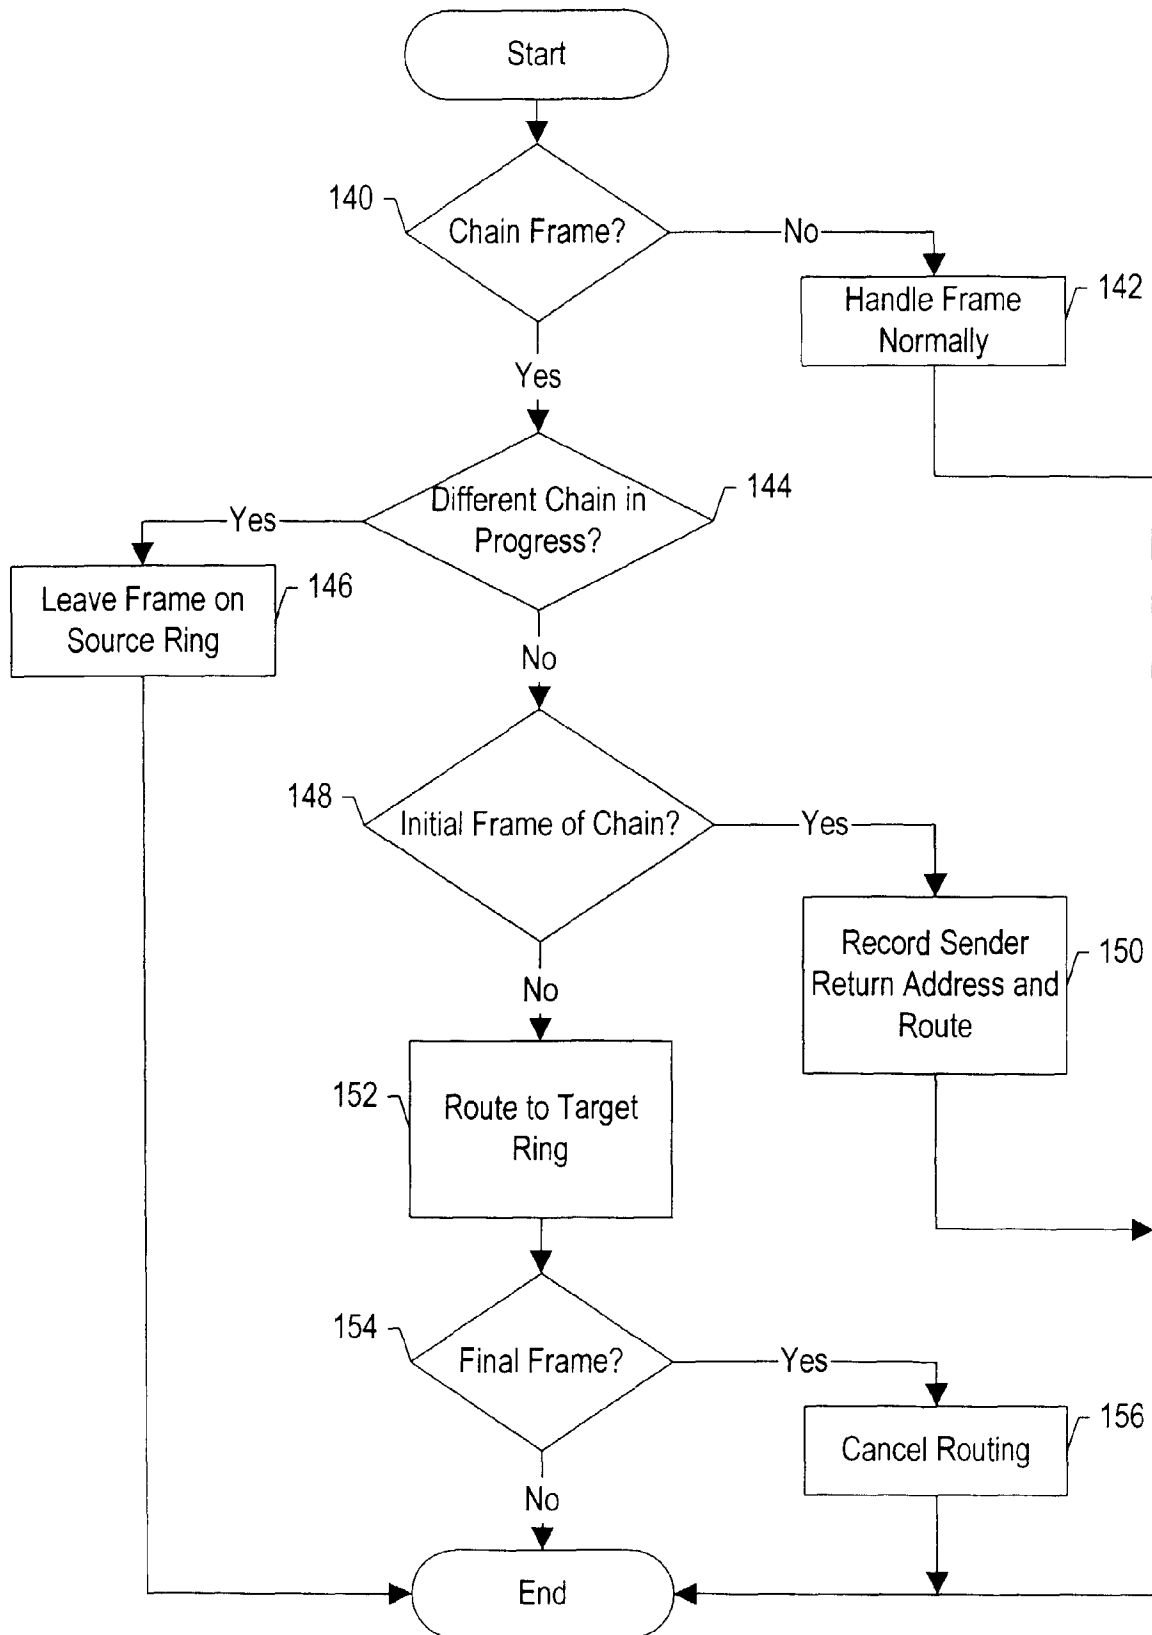 Start
140
Chain Frame?
No
Handle Frame
Normally
142
Yes
Different Chain in
Progress?
144
Yes
Leave Frame on
Source Ring
146
No
148
Initial Frame of Chain?
Yes
Record Sender
Return Address and
Route
150
No
152
Route to Target
Ring
154
Final Frame?
Yes
Cancel Routing
156
No
End